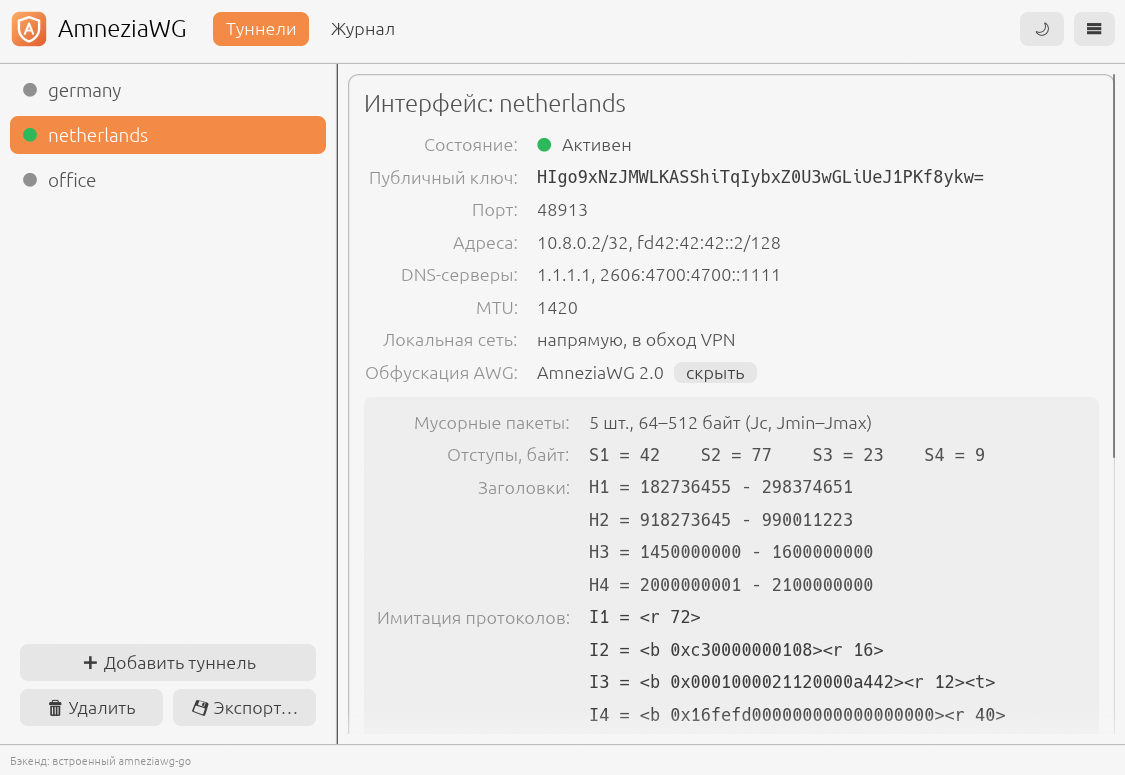 AmneziaWG
Туннели
Журнал
germany
netherlands
office
Добавить туннель
Удалить
Экспорт…
Интерфейс: netherlands
Состояние: Активен
Публичный ключ: HIgo9xNzJMWLKASShiTqIybxZ0U3wGLiUeJ1PKf8ykw=
Порт: 48913
Адреса: 10.8.0.2/32, fd42:42:42::2/128
DNS-серверы: 1.1.1.1, 2606:4700:4700::1111
MTU: 1420
Локальная сеть: напрямую, в обход VPN
Обфускация AWG: AmneziaWG 2.0 скрыть
Мусорные пакеты: 5 шт., 64–512 байт (Jc, Jmin–Jmax)
Отступы, байт: S1 = 42 S2 = 77 S3 = 23 S4 = 9
Заголовки: H1 = 182736455 - 298374651
H2 = 918273645 - 990011223
H3 = 1450000000 - 1600000000
H4 = 2000000001 - 2100000000
Имитация протоколов: I1 = <r 72>
I2 = <b 0xc30000000108><r 16>
I3 = <b 0x0001000021120000a442><r 12><t>
I4 = <b 0x16fefd000000000000000000><r 40>
Бэкенд: встроенный amneziawg-go